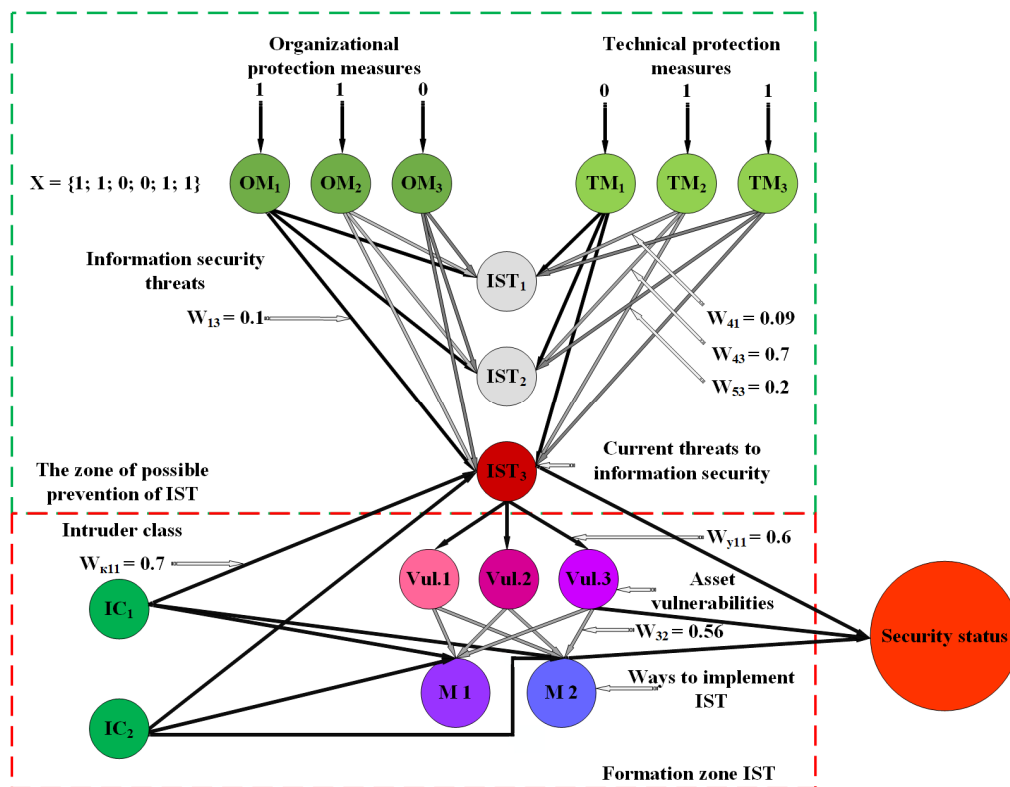 Organizational
protection measures
Technical protection
measures
1 1 0 0 1 1
X = {1; 1; 0; 0; 1; 1}
OM₁ OM₂ OM₃ TM₁ TM₂ TM₃
Information security
threats
IST₁
W₁₃ = 0.1
W₄₁ = 0.09
W₄₃ = 0.7
IST₂
W₅₃ = 0.2
Current threats to
information security
IST₃
The zone of possible
prevention of IST
Intruder class
Wᴋ₁₁ = 0.7
Wy₁₁ = 0.6
Vul.1 Vul.2 Vul.3
Asset
vulnerabilities
IC₁
W₃₂ = 0.56
Security status
M 1 M 2
Ways to implement
IST
IC₂
Formation zone IST